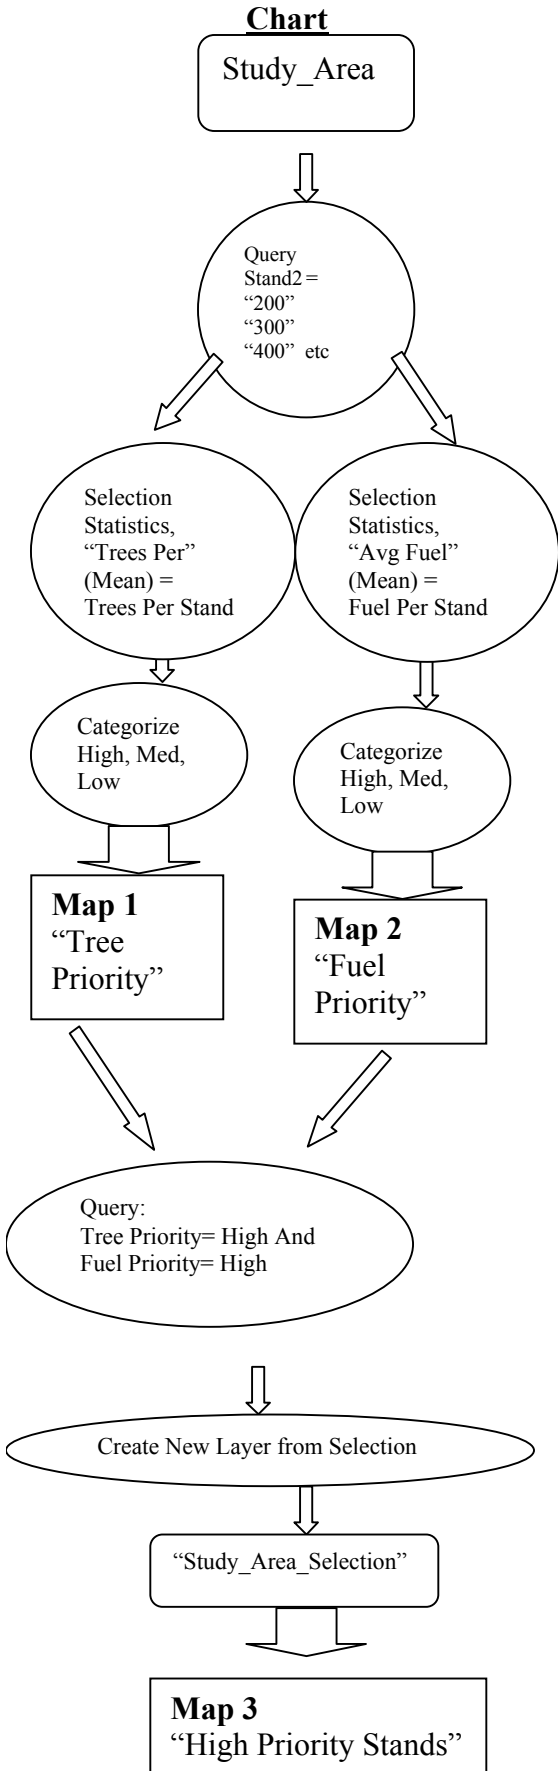 Chart
Study_Area
Query
Stand2 =
“200”
“300”
“400” etc
Selection
Statistics,
“Trees Per”
(Mean) =
Trees Per Stand
Selection
Statistics,
“Avg Fuel”
(Mean) =
Fuel Per Stand
Categorize
High, Med,
Low
Categorize
High, Med,
Low
Map 1
“Tree
Priority”
Map 2
“Fuel
Priority”
Query:
Tree Priority= High And
Fuel Priority= High
Create New Layer from Selection
“Study_Area_Selection”
Map 3
“High Priority Stands”